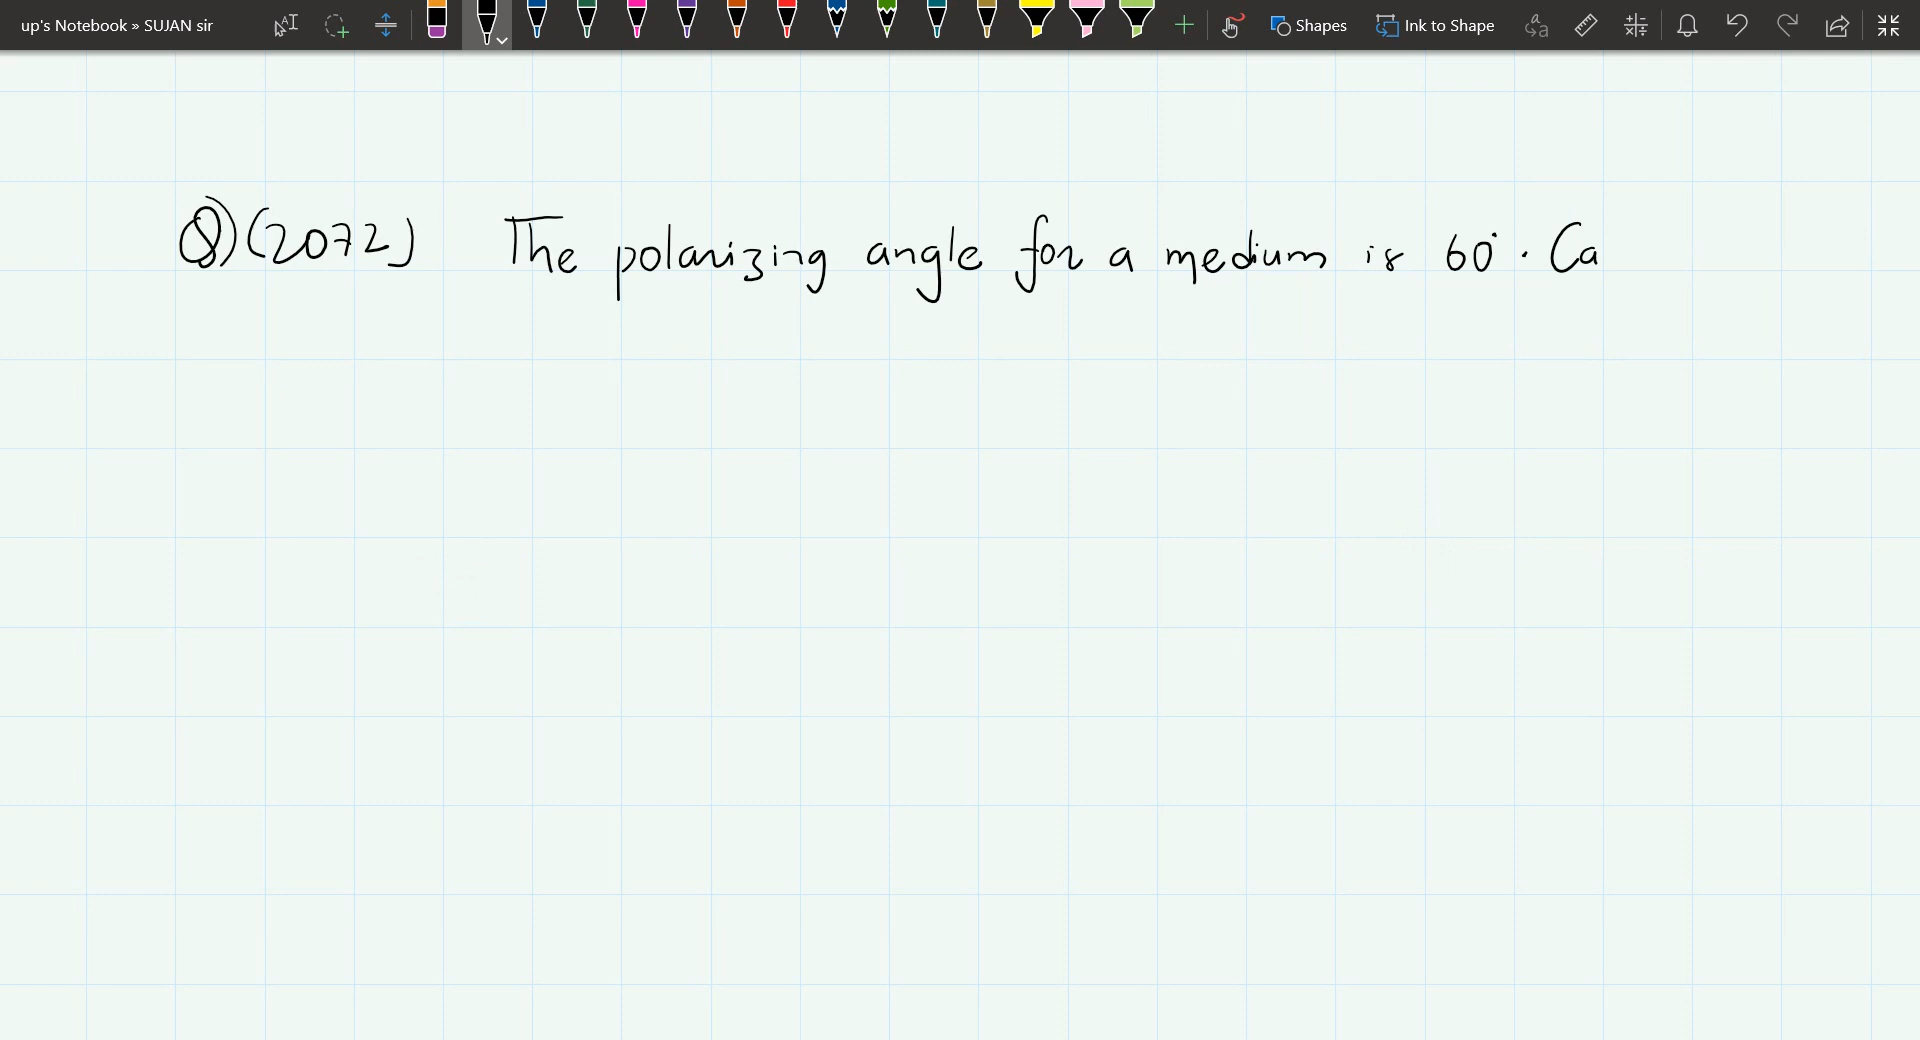 up's Notebook » SUJAN sir Shapes Ink to Shape
Q)(2072) The polarizing angle for a medium is 60°. Ca